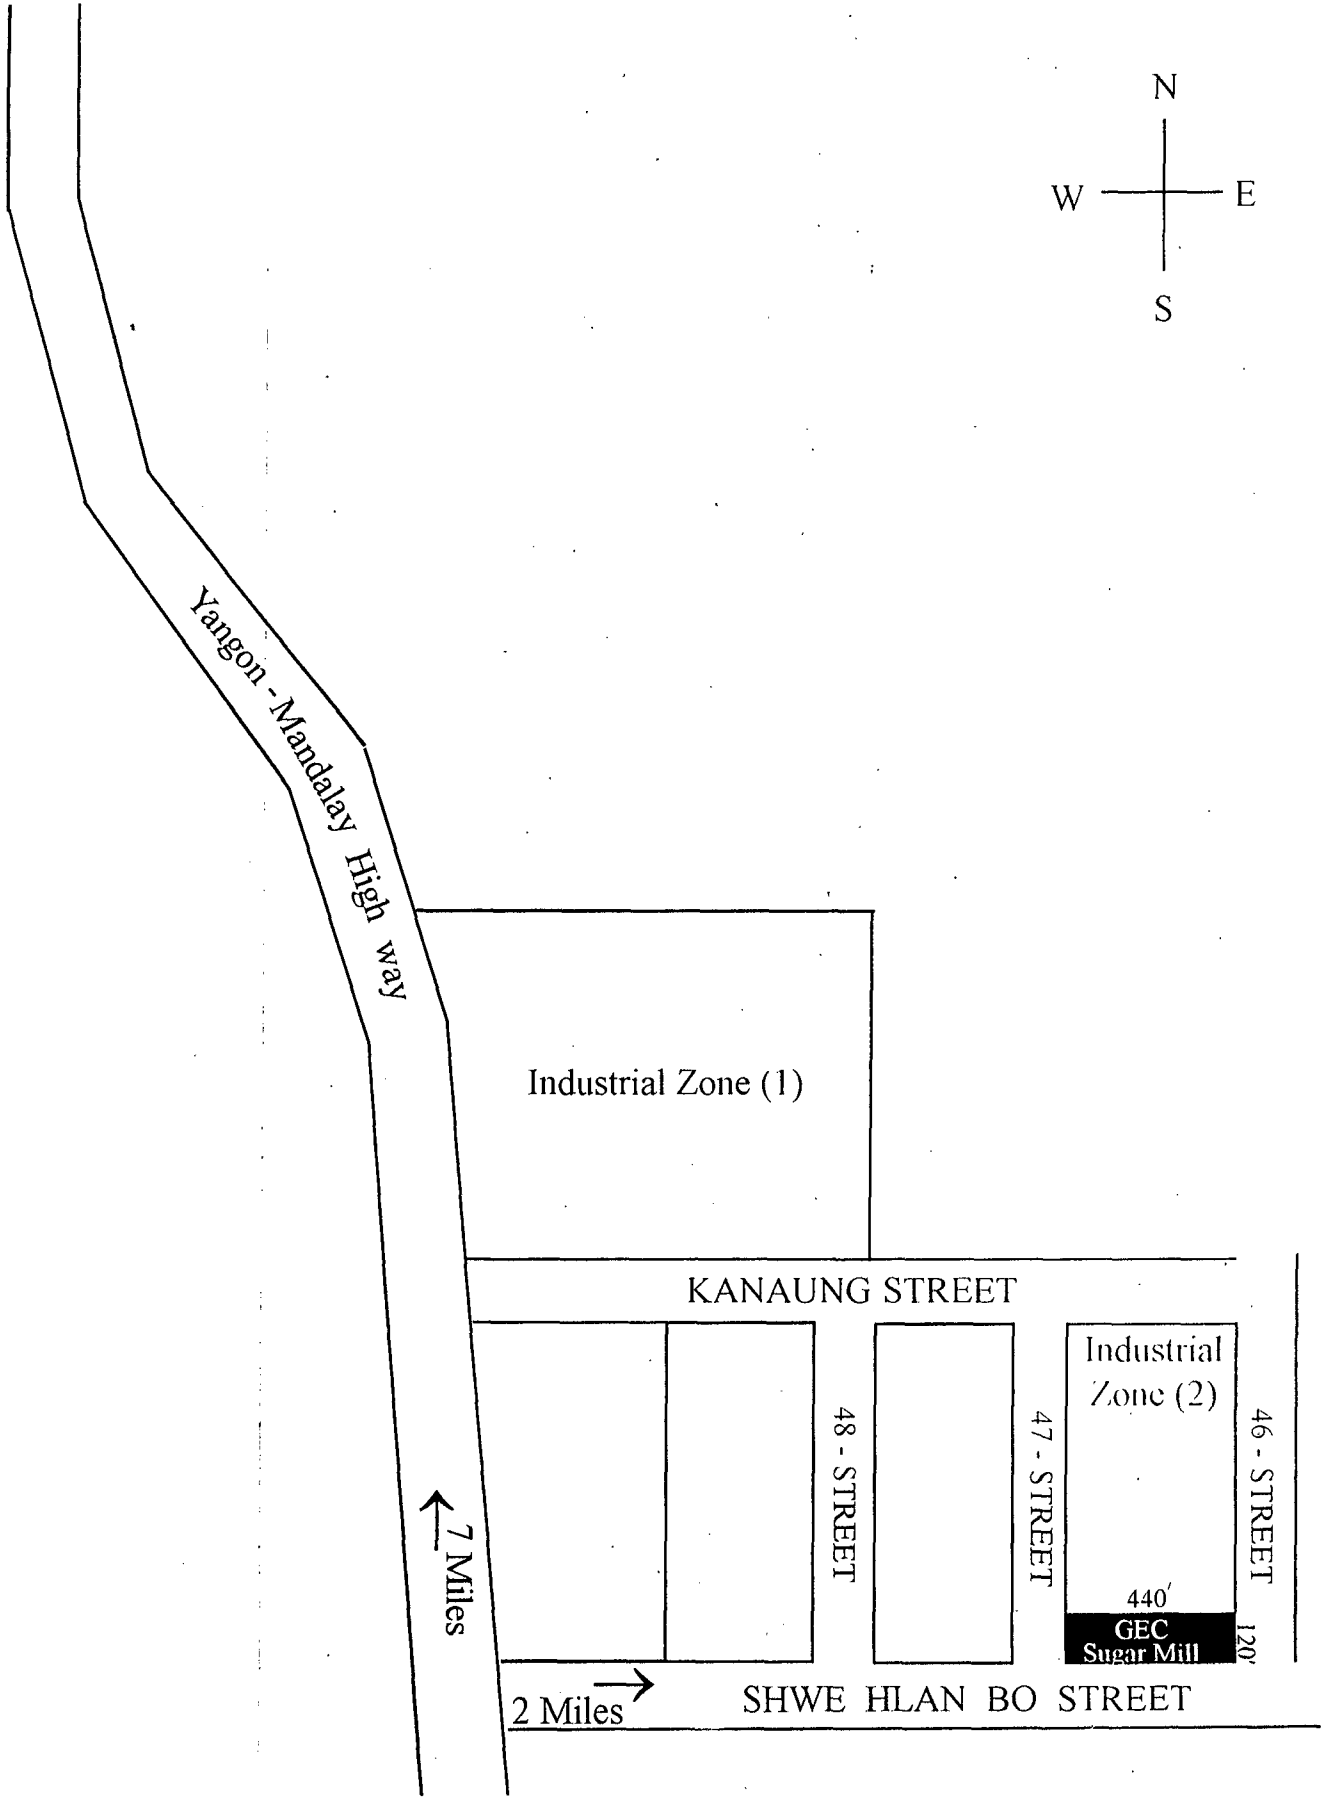 N
W E
S
Yangon - Mandalay High way
Industrial Zone (1)
KANAUNG STREET
Industrial
Zone (2)
48 - STREET
47 - STREET
46 - STREET
7 Miles
440'
GEC
Sugar Mill
120'
2 Miles
SHWE HLAN BO STREET